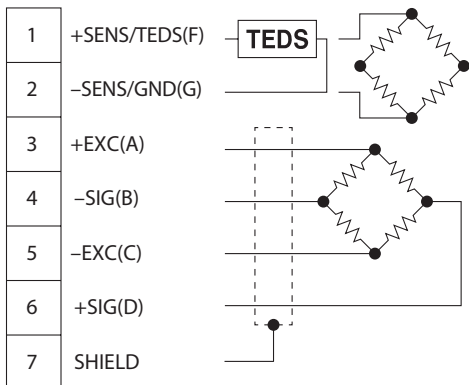 1 +SENS/TEDS(F) TEDS
2 –SENS/GND(G)
3 +EXC(A)
4 –SIG(B)
5 –EXC(C)
6 +SIG(D)
7 SHIELD